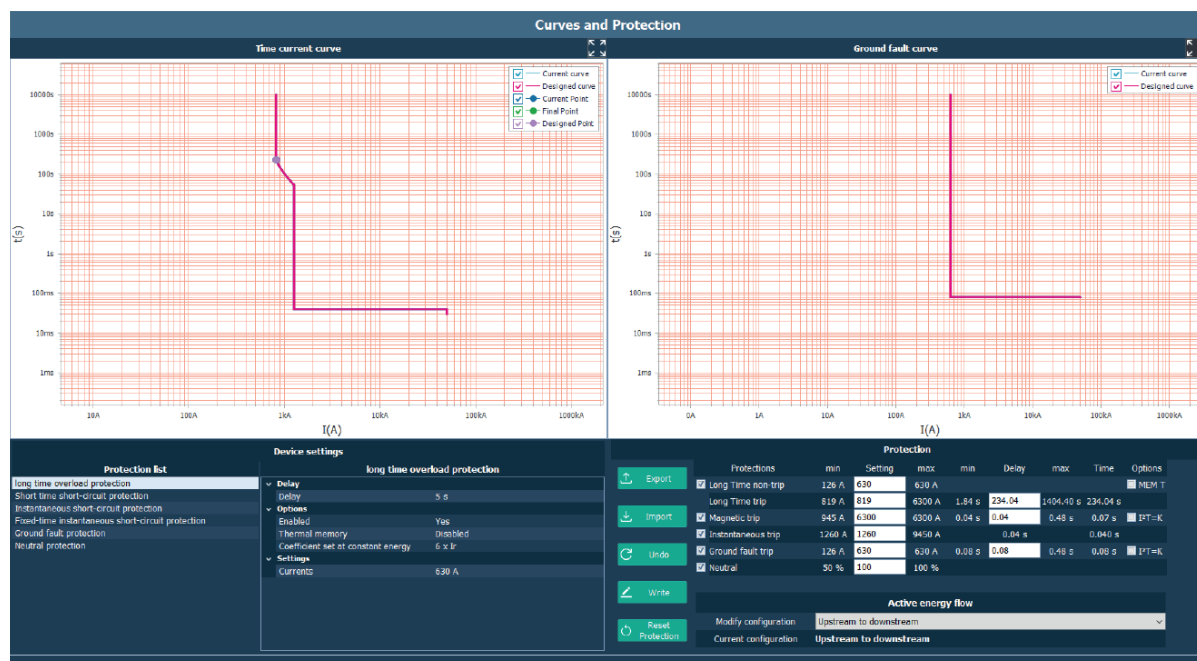 Curves and Protection
Time current curve
Current curve
Designed curve
Current Point
Final Point
Designed Point
10000s
1000s
100s
10s
1s
100ms
10ms
1ms
t(s)
10A 100A 1kA 10kA 100kA 1000kA
I(A)
Ground fault curve
Current curve
Designed curve
10000s
1000s
100s
10s
1s
100ms
10ms
1ms
t(s)
0A 1A 10A 100A 1kA 10kA 100kA 1000kA
I(A)
Device settings
Protection list
long time overload protection
Short time short-circuit protection
Instantaneous short-circuit protection
Fixed-time instantaneous short-circuit protection
Ground fault protection
Neutral protection
long time overload protection
Delay
Delay 5 s
Options
Enabled Yes
Thermal memory Disabled
Coefficient set at constant energy 6 x Ir
Settings
Currents 630 A
Export
Import
Undo
Write
Reset
Protection
Protection
Protections min Setting max min Delay max Time Options
Long Time non-trip 126 A 630 630 A MEM T
Long Time trip 819 A 819 6300 A 1.84 s 234.04 1404.40 s 234.04 s
Magnetic trip 945 A 6300 6300 A 0.04 s 0.04 0.48 s 0.07 s I²T=K
Instantaneous trip 1260 A 1260 9450 A 0.04 s 0.040 s
Ground fault trip 126 A 630 630 A 0.08 s 0.08 0.48 s 0.08 s I²T=K
Neutral 50 % 100 100 %
Active energy flow
Modify configuration Upstream to downstream
Current configuration Upstream to downstream